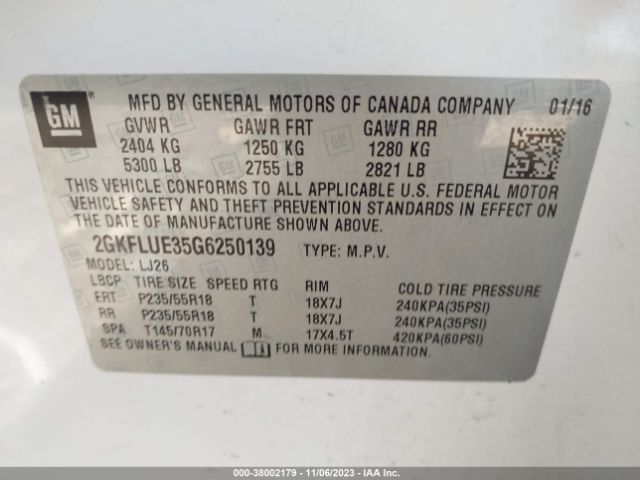 GM MFD BY GENERAL MOTORS OF CANADA COMPANY 01/16
GVWR GAWR FRT GAWR RR
2404 KG 1250 KG 1280 KG
5300 LB 2755 LB 2821 LB
THIS VEHICLE CONFORMS TO ALL APPLICABLE U.S. FEDERAL MOTOR
VEHICLE SAFETY AND THEFT PREVENTION STANDARDS IN EFFECT ON
THE DATE OF MANUFACTURE SHOWN ABOVE.
2GKFLUE35G6250139 TYPE: M.P.V.
MODEL: LJ26
LBCP TIRE SIZE SPEED RTG RIM COLD TIRE PRESSURE
FRT P235/55R18 T 18X7J 240KPA(35PSI)
RR P235/55R18 T 18X7J 240KPA(35PSI)
SPA T145/70R17 M 17X4.5T 420KPA(60PSI)
SEE OWNER'S MANUAL FOR MORE INFORMATION.
000-38002179 - 11/06/2023 - IAAI.COM